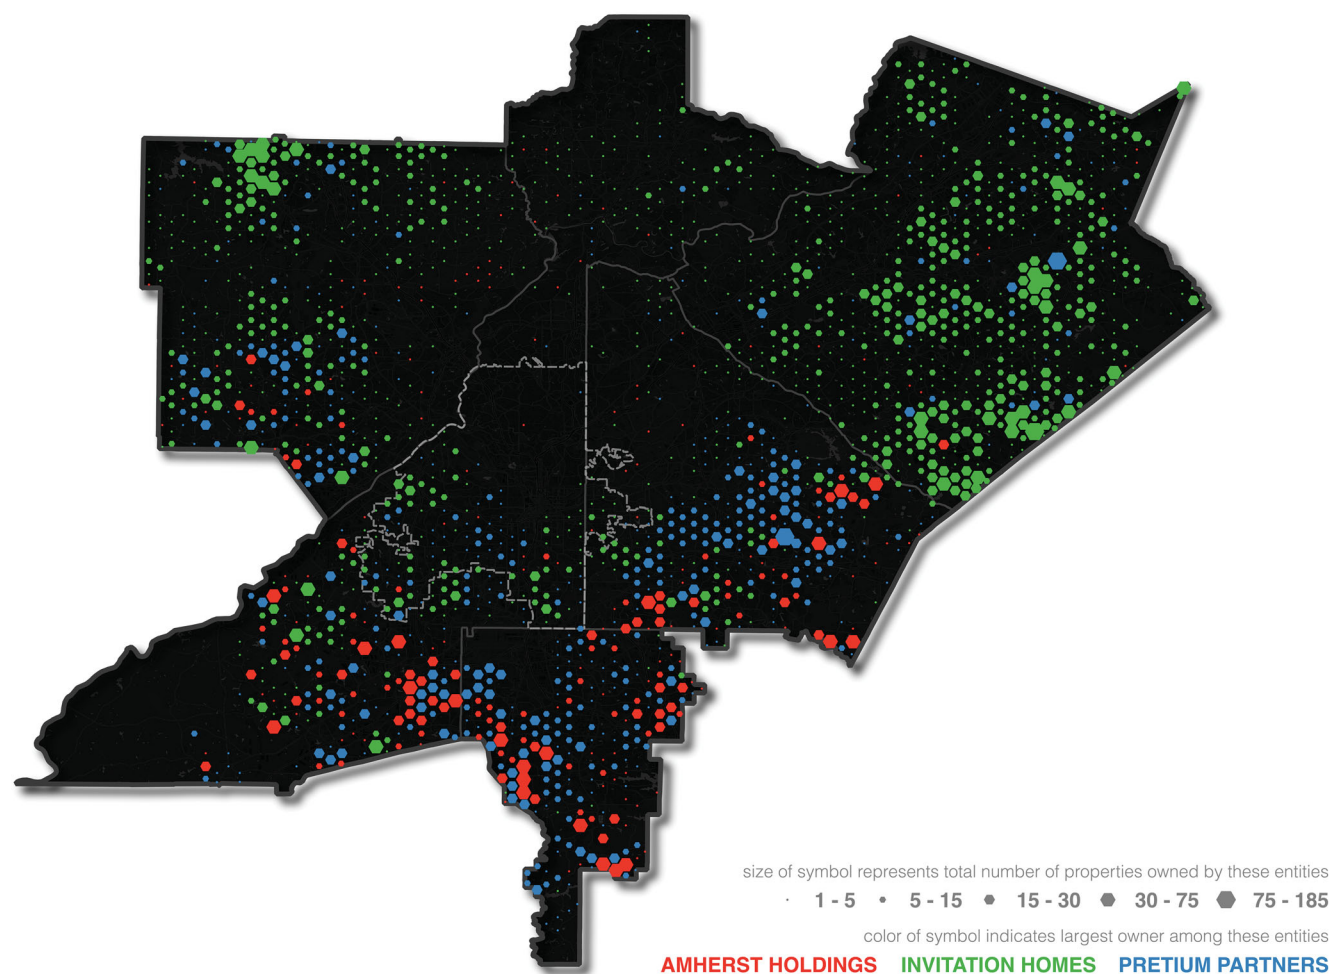 size of symbol represents total number of properties owned by these entities
1 - 5 5 - 15 15 - 30 30 - 75 75 - 185
color of symbol indicates largest owner among these entities
AMHERST HOLDINGS INVITATION HOMES PRETIUM PARTNERS